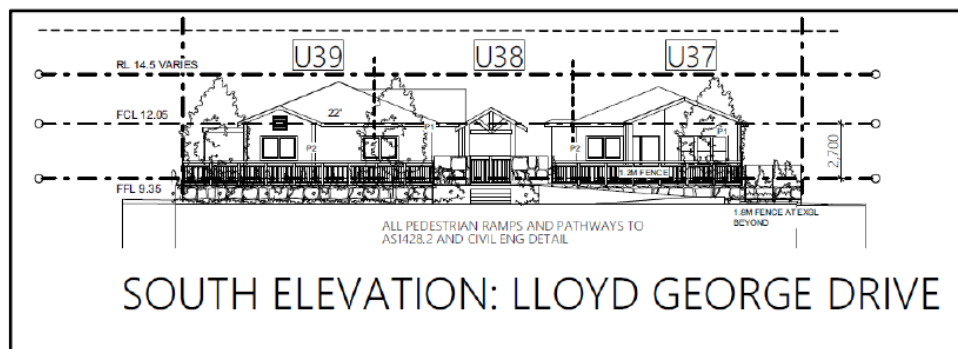 U39 U38 U37
RL 14.5 VARIES
FCL 12.05
22°
P1
P1
P2
P2
2,700
1.2M FENCE
FFL 9.35
1.8M FENCE AT EXBL
BEYOND
ALL PEDESTRIAN RAMPS AND PATHWAYS TO
AS1428.2 AND CIVIL ENG DETAIL
SOUTH ELEVATION: LLOYD GEORGE DRIVE